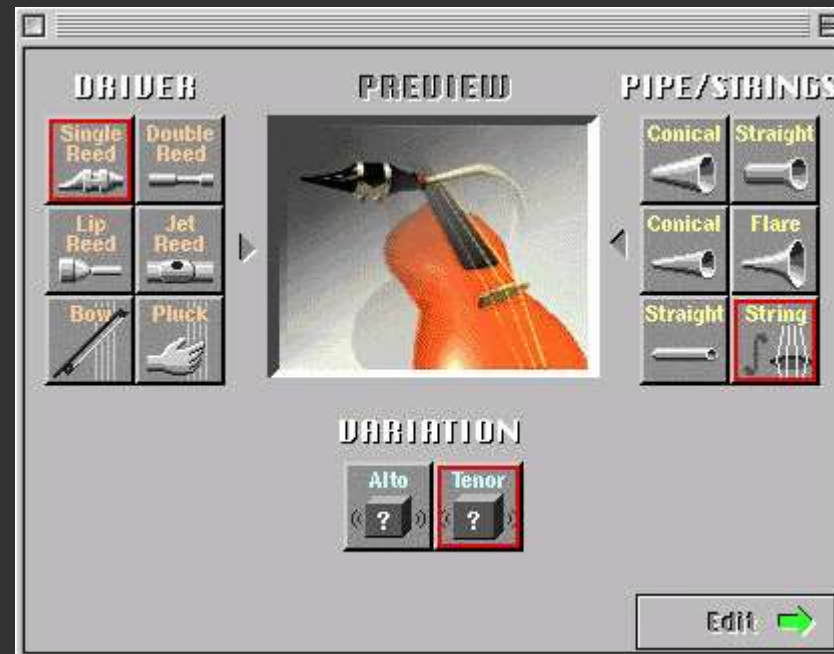 DRIVER
PREVIEW
PIPE/STRINGS
Single
Reed
Double
Reed
Conical
Straight
Lip
Reed
Jet
Reed
Conical
Flare
Bow
Pluck
Straight
String
VARIATION
Alto
?
Tenor
?
Edit